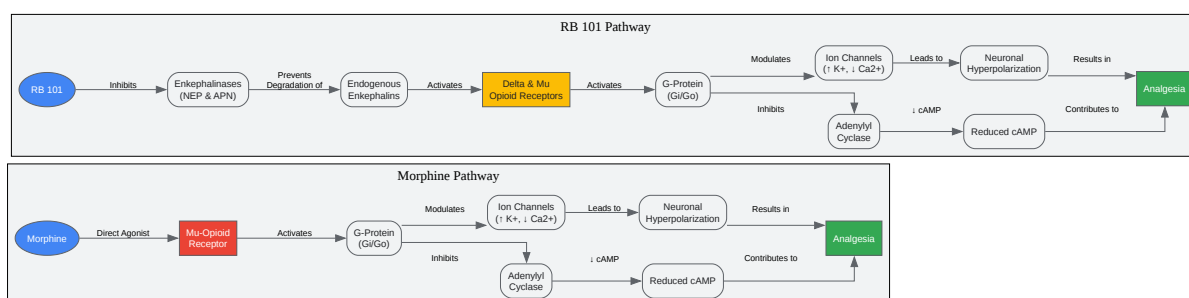 RB 101 Pathway
RB 101
Inhibits
Enkephalinases
(NEP & APN)
Prevents
Degradation of
Endogenous
Enkephalins
Activates
Delta & Mu
Opioid Receptors
Activates
G-Protein
(Gi/Go)
Modulates
Ion Channels
(↑ K+, ↓ Ca2+)
Leads to
Neuronal
Hyperpolarization
Results in
Analgesia
Inhibits
Adenylyl
Cyclase
↓ cAMP
Reduced cAMP
Contributes to
Morphine Pathway
Morphine
Direct Agonist
Mu-Opioid
Receptor
Activates
G-Protein
(Gi/Go)
Modulates
Ion Channels
(↑ K+, ↓ Ca2+)
Leads to
Neuronal
Hyperpolarization
Results in
Analgesia
Inhibits
Adenylyl
Cyclase
↓ cAMP
Reduced cAMP
Contributes to